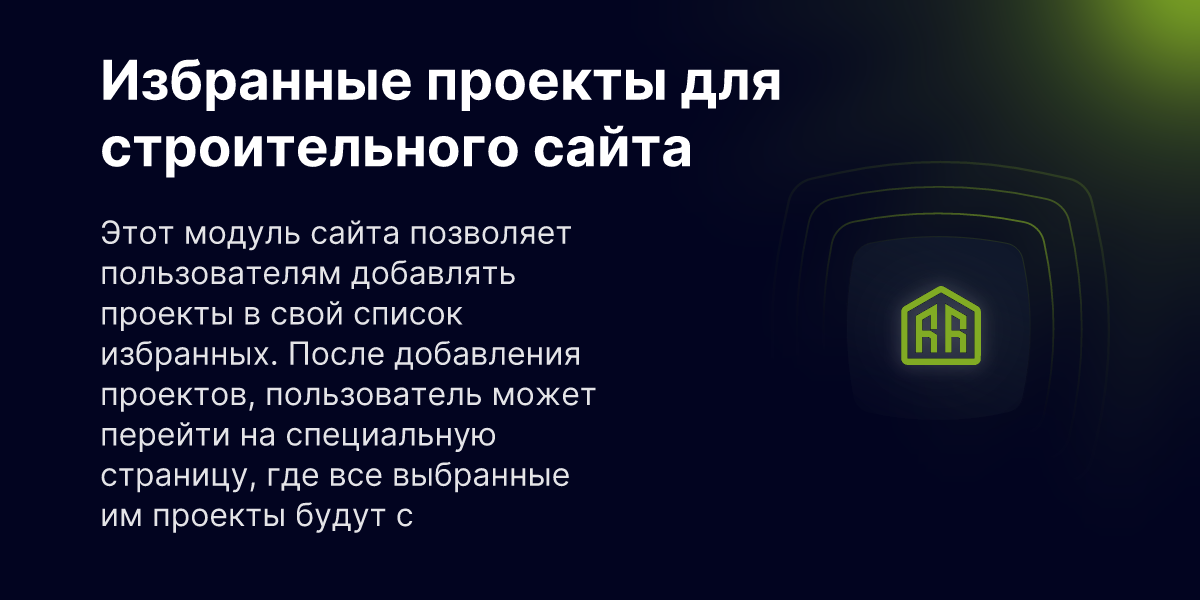 Избранные проекты для
строительного сайта
Этот модуль сайта позволяет
пользователям добавлять
проекты в свой список
избранных. После добавления
проектов, пользователь может
перейти на специальную
страницу, где все выбранные
им проекты будут с